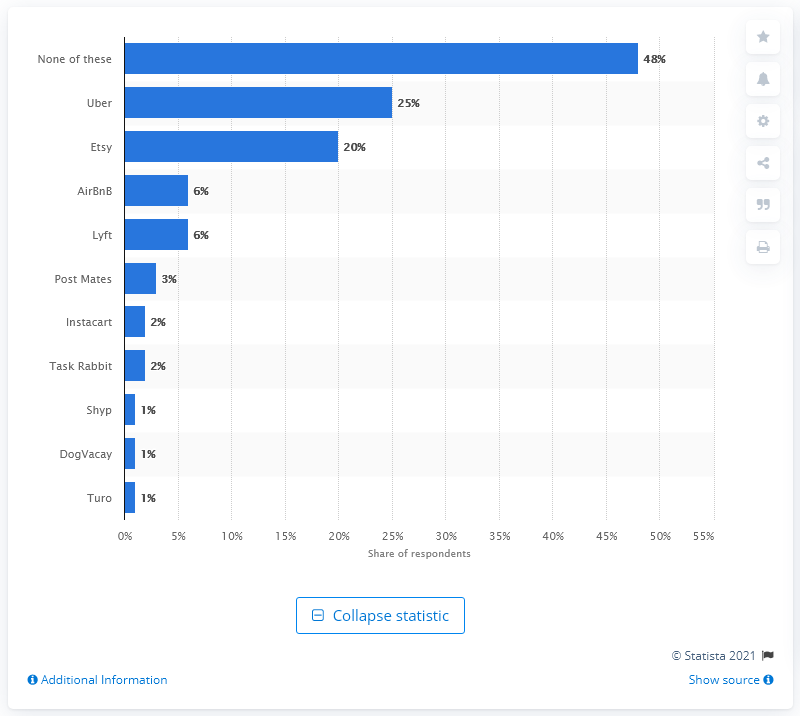 None of these 48%
Uber 25%
Etsy 20%
AirBnB 6%
Lyft 6%
Post Mates 3%
Instacart 2%
Task Rabbit 2%
Shyp 1%
DogVacay 1%
Turo 1%
0% 5% 10% 15% 20% 25% 30% 35% 40% 45% 50% 55%
Share of respondents
Collapse statistic
© Statista 2021
Additional Information Show source